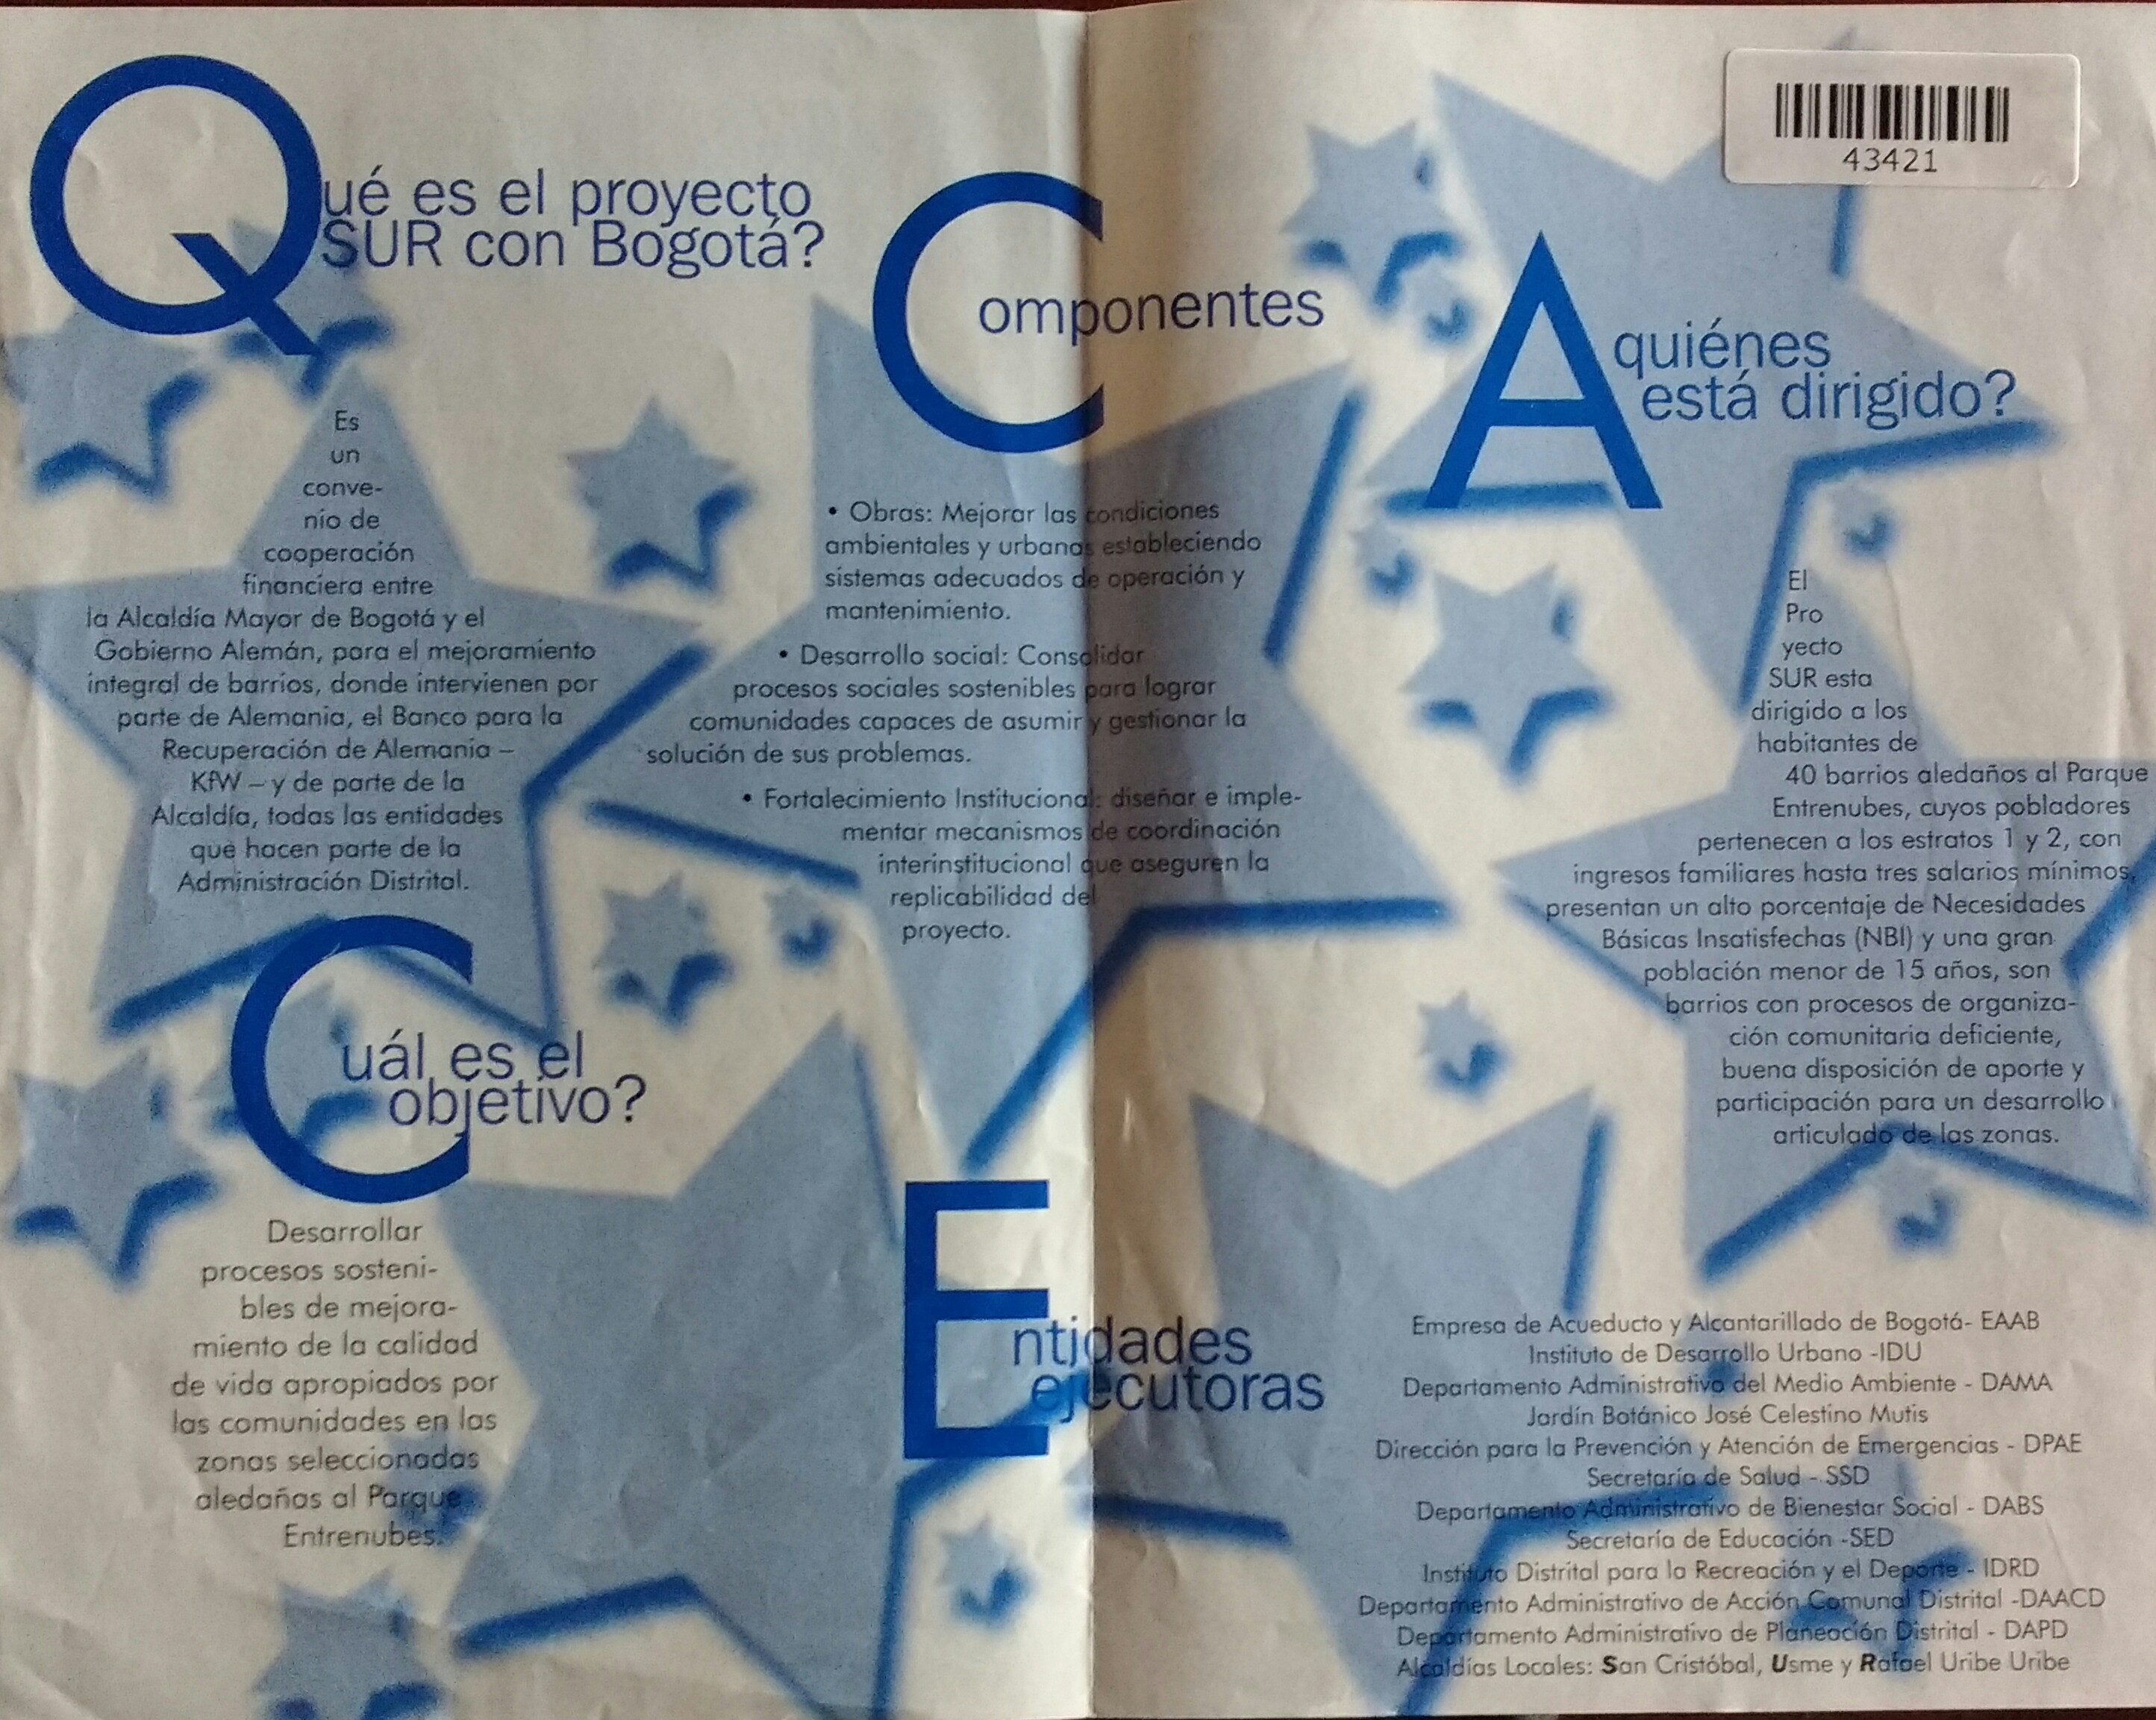 Qué es el proyecto
SUR con Bogotá?
Es
un
conve-
nio de
cooperación
financiera entre
la Alcaldía Mayor de Bogotá y el
Gobierno Alemán, para el mejoramiento
integral de barrios, donde intervienen por
parte de Alemania, el Banco para la
Recuperación de Alemania –
KfW – y de parte de la
Alcaldía, todas las entidades
que hacen parte de la
Administración Distrital.
Cuál es el
objetivo?
Desarrollar
procesos sosteni-
bles de mejora-
miento de la calidad
de vida apropiados por
las comunidades en las
zonas seleccionadas
aledañas al Parque
Entrenubes.
Componentes
• Obras: Mejorar las condiciones
ambientales y urbanas estableciendo
sistemas adecuados de operación y
mantenimiento.
• Desarrollo social: Consolidar
procesos sociales sostenibles para lograr
comunidades capaces de asumir y gestionar la
solución de sus problemas.
• Fortalecimiento Institucional: diseñar e imple-
mentar mecanismos de coordinación
interinstitucional que aseguren la
replicabilidad del
proyecto.
43421
A quiénes
está dirigido?
El
Pro
yecto
SUR esta
dirigido a los
habitantes de
40 barrios aledaños al Parque
Entrenubes, cuyos pobladores
pertenecen a los estratos 1 y 2, con
ingresos familiares hasta tres salarios mínimos,
presentan un alto porcentaje de Necesidades
Básicas Insatisfechas (NBI) y una gran
población menor de 15 años, son
barrios con procesos de organiza-
ción comunitaria deficiente,
buena disposición de aporte y
participación para un desarrollo
articulado de las zonas.
Entidades
ejecutoras
Empresa de Acueducto y Alcantarillado de Bogotá- EAAB
Instituto de Desarrollo Urbano -IDU
Departamento Administrativo del Medio Ambiente - DAMA
Jardín Botánico José Celestino Mutis
Dirección para la Prevención y Atención de Emergencias - DPAE
Secretaría de Salud - SSD
Departamento Administrativo de Bienestar Social - DABS
Secretaría de Educación -SED
Instituto Distrital para la Recreación y el Deporte - IDRD
Departamento Administrativo de Acción Comunal Distrital -DAACD
Departamento Administrativo de Planeación Distrital - DAPD
Alcaldías Locales: San Cristóbal, Usme y Rafael Uribe Uribe